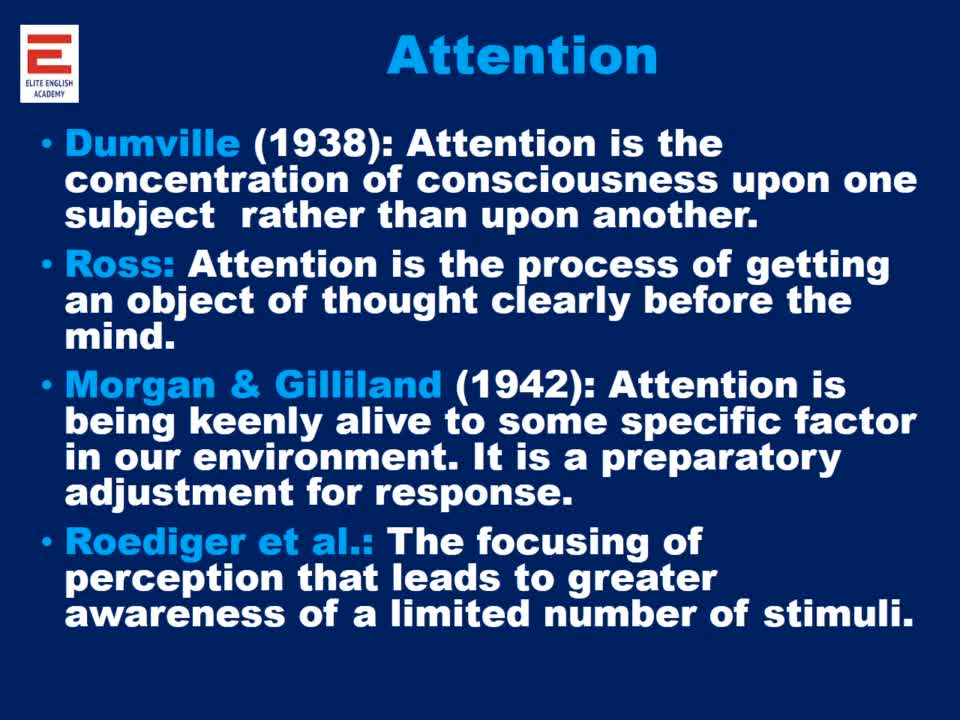 ELITE ENGLISH
ACADEMY
Attention
• Dumville (1938): Attention is the
concentration of consciousness upon one
subject  rather than upon another.
• Ross: Attention is the process of getting
an object of thought clearly before the
mind.
• Morgan & Gilliland (1942): Attention is
being keenly alive to some specific factor
in our environment. It is a preparatory
adjustment for response.
• Roediger et al.: The focusing of
perception that leads to greater
awareness of a limited number of stimuli.